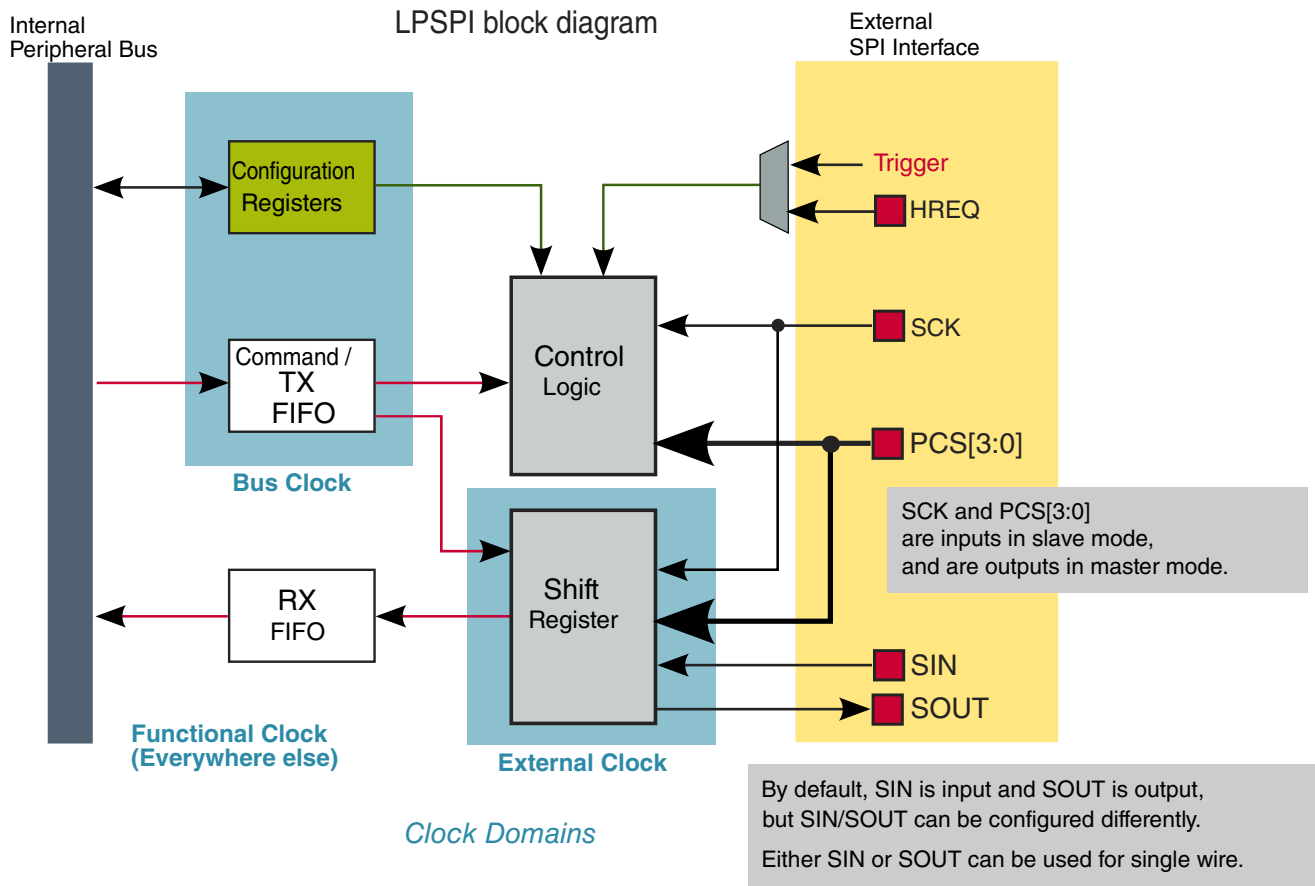 LPSPI block diagram
Internal
Peripheral Bus
External
SPI Interface
Configuration
Registers
Trigger
HREQ
SCK
Command /
TX
FIFO
Control
Logic
PCS[3:0]
Bus Clock
SCK and PCS[3:0]
are inputs in slave mode,
and are outputs in master mode.
RX
FIFO
Shift
Register
SIN
SOUT
Functional Clock
(Everywhere else)
External Clock
Clock Domains
By default, SIN is input and SOUT is output,
but SIN/SOUT can be configured differently.
Either SIN or SOUT can be used for single wire.